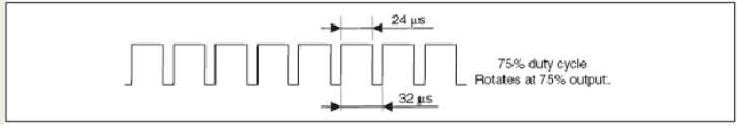 24 µs
75% duty cycle
Rotates at 75% output.
32 µs